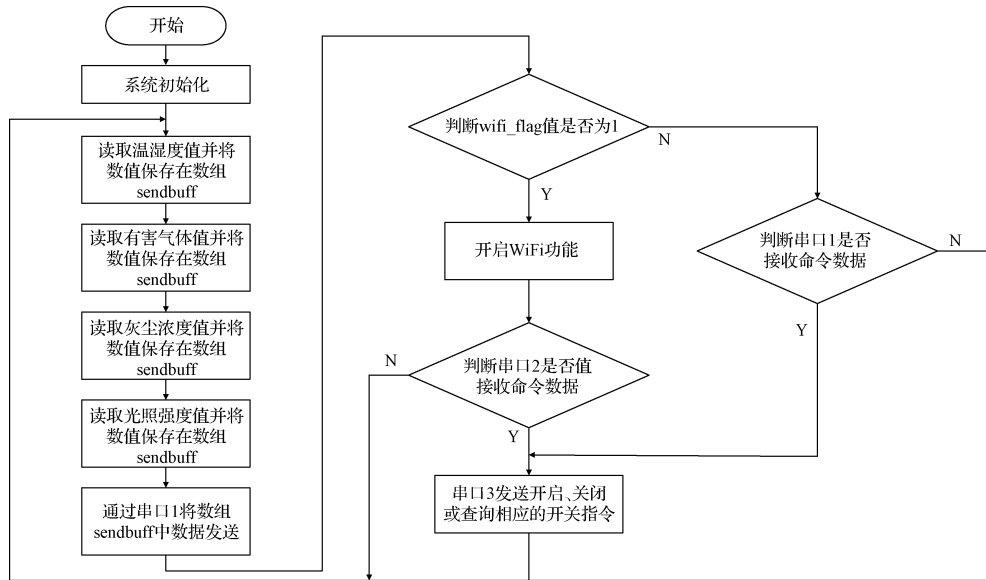 开始
系统初始化
读取温湿度值并将
数值保存在数组
sendbuff
读取有害气体值并将
数值保存在数组
sendbuff
读取灰尘浓度值并将
数值保存在数组
sendbuff
读取光照强度值并将
数值保存在数组
sendbuff
通过串口1将数组
sendbuff中数据发送
判断wifi_flag值是否为1
N
Y
开启WiFi功能
判断串口2是否值
接收命令数据
N
Y
判断串口1是否
接收命令数据
N
Y
串口3发送开启、关闭
或查询相应的开关指令